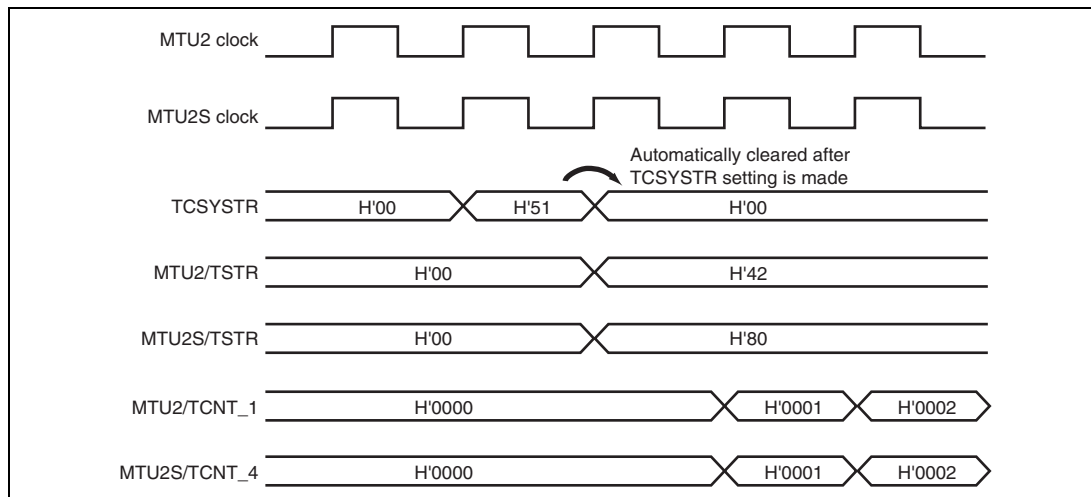 MTU2 clock
MTU2S clock
Automatically cleared after
TCSYSTR setting is made
TCSYSTR H'00 H'51 H'00
MTU2/TSTR H'00 H'42
MTU2S/TSTR H'00 H'80
MTU2/TCNT_1 H'0000 H'0001 H'0002
MTU2S/TCNT_4 H'0000 H'0001 H'0002